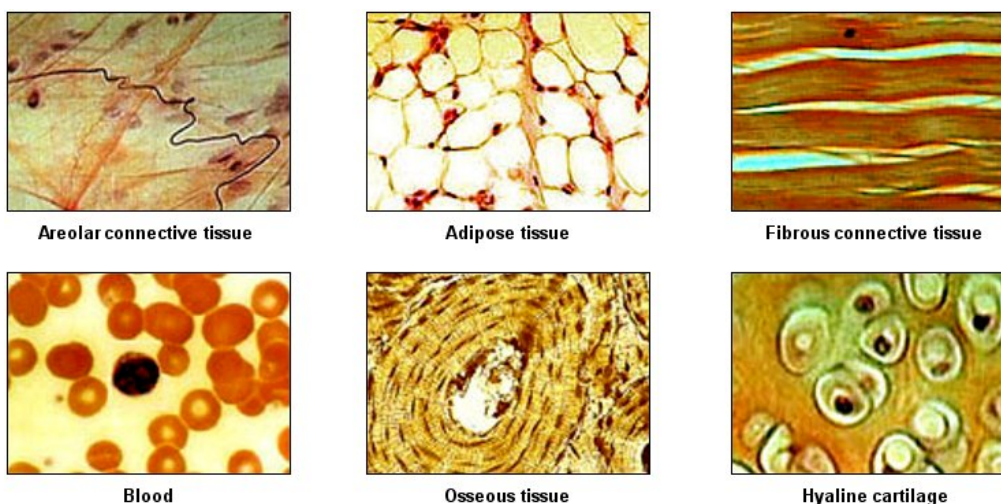 Areolar connective tissue
Adipose tissue
Fibrous connective tissue
Blood
Osseous tissue
Hyaline cartilage